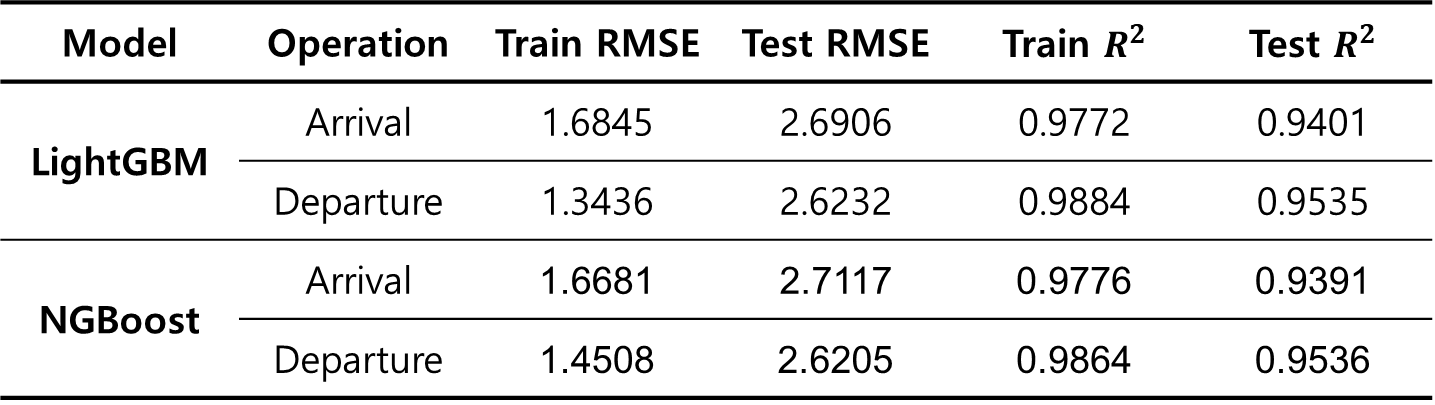 Model Operation Train RMSE Test RMSE Train R² Test R²
LightGBM Arrival 1.6845 2.6906 0.9772 0.9401
Departure 1.3436 2.6232 0.9884 0.9535
NGBoost Arrival 1.6681 2.7117 0.9776 0.9391
Departure 1.4508 2.6205 0.9864 0.9536